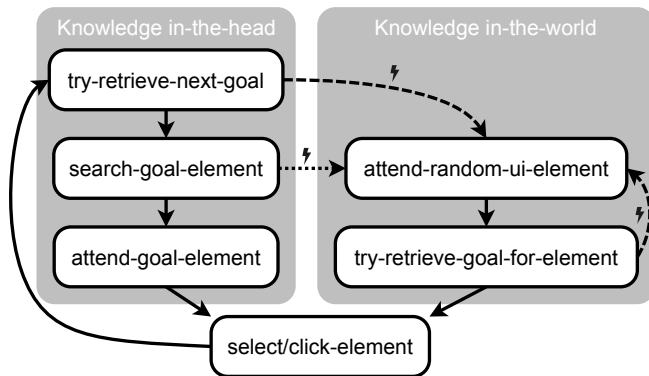 Knowledge in-the-head
Knowledge in-the-world
try-retrieve-next-goal
search-goal-element
attend-random-ui-element
attend-goal-element
try-retrieve-goal-for-element
select/click-element